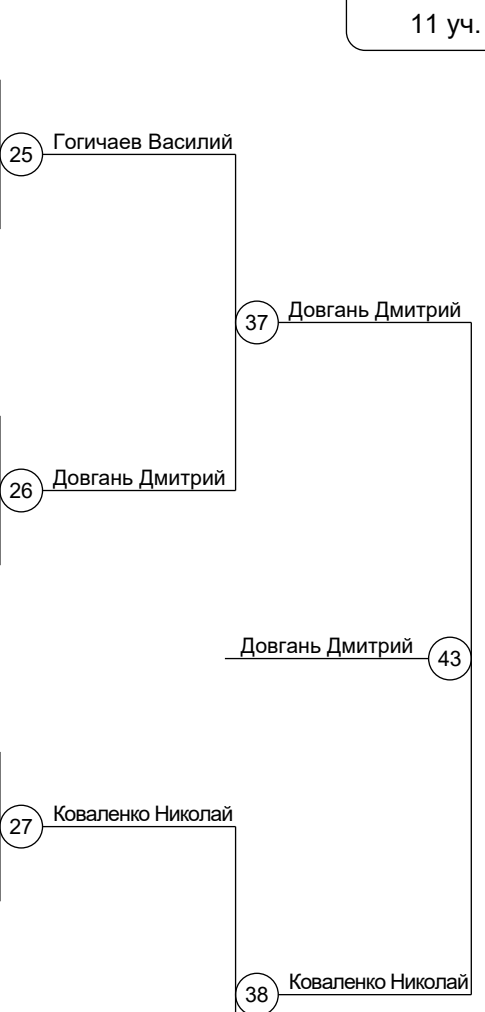 11 уч.
25
Гогичаев Василий
37
Довгань Дмитрий
26
Довгань Дмитрий
Довгань Дмитрий
43
27
Коваленко Николай
38
Коваленко Николай